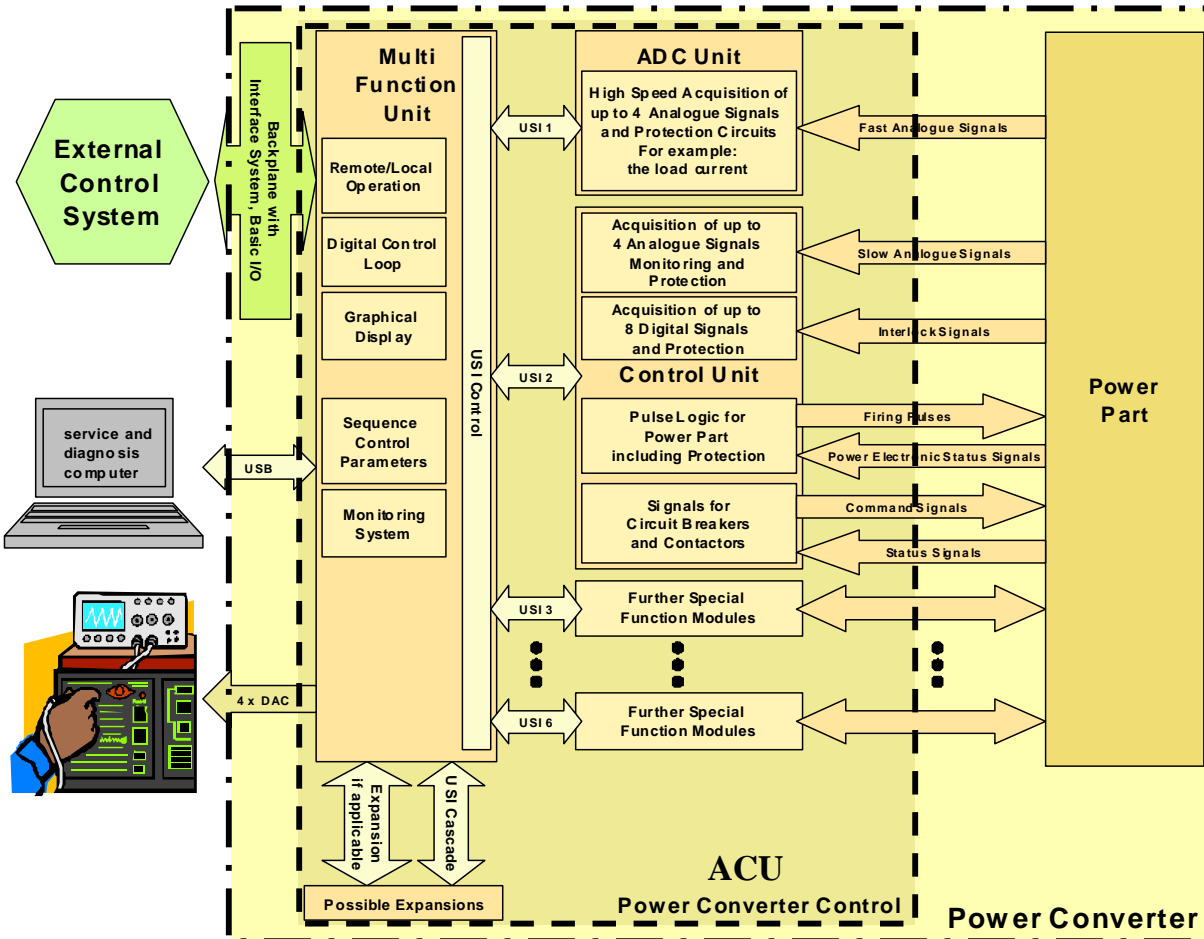 External
Control
System
Backplane with
Interface System, Basic I/O
Multi
Function
Unit
Remote/Local
Operation
Digital Control
Loop
Graphical
Display
Sequence
Control
Parameters
Monitoring
System
USI Control
USI 1
USI 2
USI 3
USI 6
ADC Unit
High Speed Acquisition of
up to 4 Analogue Signals
and Protection Circuits
For example:
the load current
Acquisition of up to
4 Analogue Signals
Monitoring and
Protection
Acquisition of up to
8 Digital Signals
and Protection
Control Unit
Pulse Logic for
Power Part
including Protection
Signals for
Circuit Breakers
and Contactors
Further Special
Function Modules
Further Special
Function Modules
Fast Analogue Signals
Slow Analogue Signals
Interlock Signals
Firing Pulses
Power Electronic Status Signals
Command Signals
Status Signals
Power
Part
service and
diagnosis
computer
USB
4 x DAC
Expansion
if applicable
USI Cascade
Possible Expansions
ACU
Power Converter Control
Power Converter